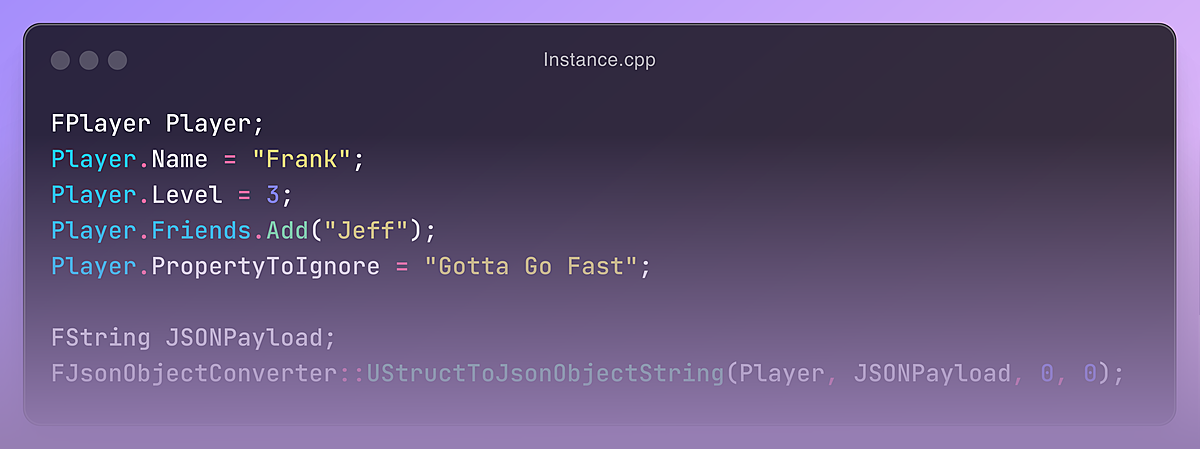 Instance.cpp
FPlayer Player;
Player.Name = "Frank";
Player.Level = 3;
Player.Friends.Add("Jeff");
Player.PropertyToIgnore = "Gotta Go Fast";
FString JSONPayload;
FJsonObjectConverter::UStructToJsonObjectString(Player, JSONPayload, 0, 0);